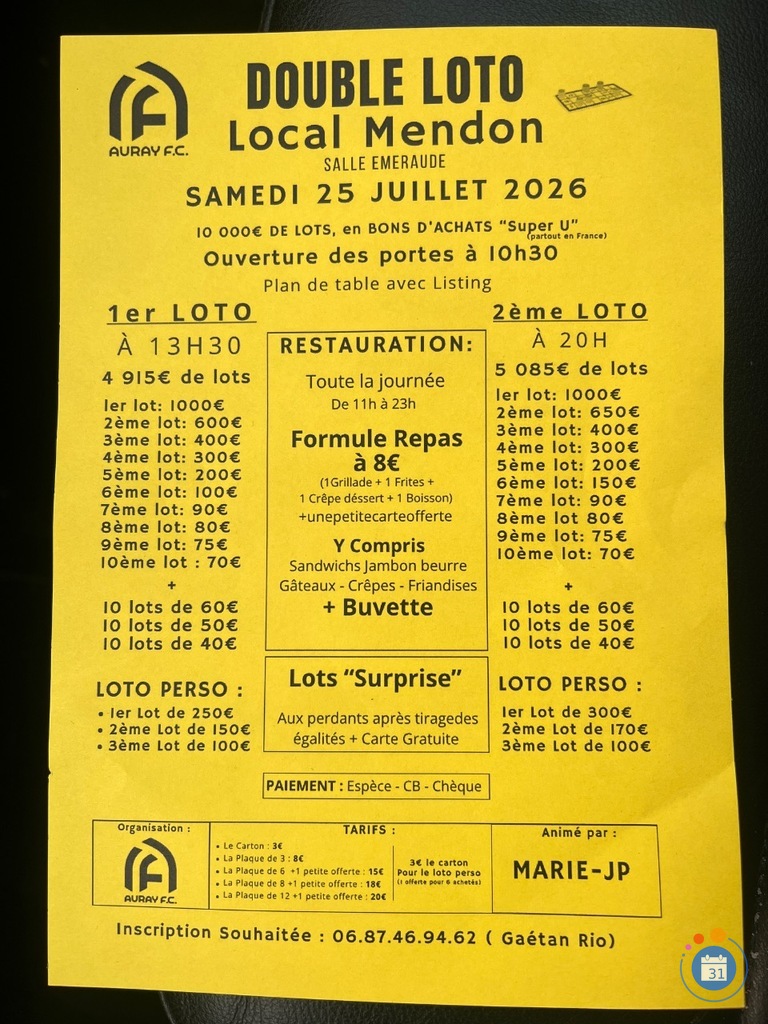 AURAY F.C.
DOUBLE LOTO
Local Mendon
SALLE EMERAUDE
SAMEDI 25 JUILLET 2026
10 000€ DE LOTS, en BONS D'ACHATS "Super U"
(partout en France)
Ouverture des portes à 10h30
Plan de table avec Listing
1er LOTO
À 13H30
4 915€ de lots
1er lot: 1000€
2ème lot: 600€
3ème lot: 400€
4ème lot: 300€
5ème lot: 200€
6ème lot: 100€
7ème lot: 90€
8ème lot: 80€
9ème lot: 75€
10ème lot : 70€
+
10 lots de 60€
10 lots de 50€
10 lots de 40€
LOTO PERSO :
• 1er Lot de 250€
• 2ème Lot de 150€
• 3ème Lot de 100€
RESTAURATION:
Toute la journée
De 11h à 23h
Formule Repas
à 8€
(1Grillade + 1 Frites +
1 Crêpe déssert + 1 Boisson)
+unepetitecarteofferte
Y Compris
Sandwichs Jambon beurre
Gâteaux - Crêpes - Friandises
+ Buvette
Lots "Surprise"
Aux perdants après tiragedes
égalités + Carte Gratuite
PAIEMENT : Espèce - CB - Chèque
2ème LOTO
À 20H
5 085€ de lots
1er lot: 1000€
2ème lot: 650€
3ème lot: 400€
4ème lot: 300€
5ème lot: 200€
6ème lot: 150€
7ème lot: 90€
8ème lot 80€
9ème lot: 75€
10ème lot: 70€
+
10 lots de 60€
10 lots de 50€
10 lots de 40€
LOTO PERSO :
1er Lot de 300€
2ème Lot de 170€
3ème Lot de 100€
Organisation :
AURAY F.C.
TARIFS :
• Le Carton : 3€
• La Plaque de 3 : 8€
• La Plaque de 6 +1 petite offerte : 15€
• La Plaque de 8 +1 petite offerte : 18€
• La Plaque de 12 +1 petite offerte : 20€
3€ le carton
Pour le loto perso
(1 offerte pour 6 achetés)
Animé par :
MARIE-JP
Inscription Souhaitée : 06.87.46.94.62 ( Gaétan Rio)
31